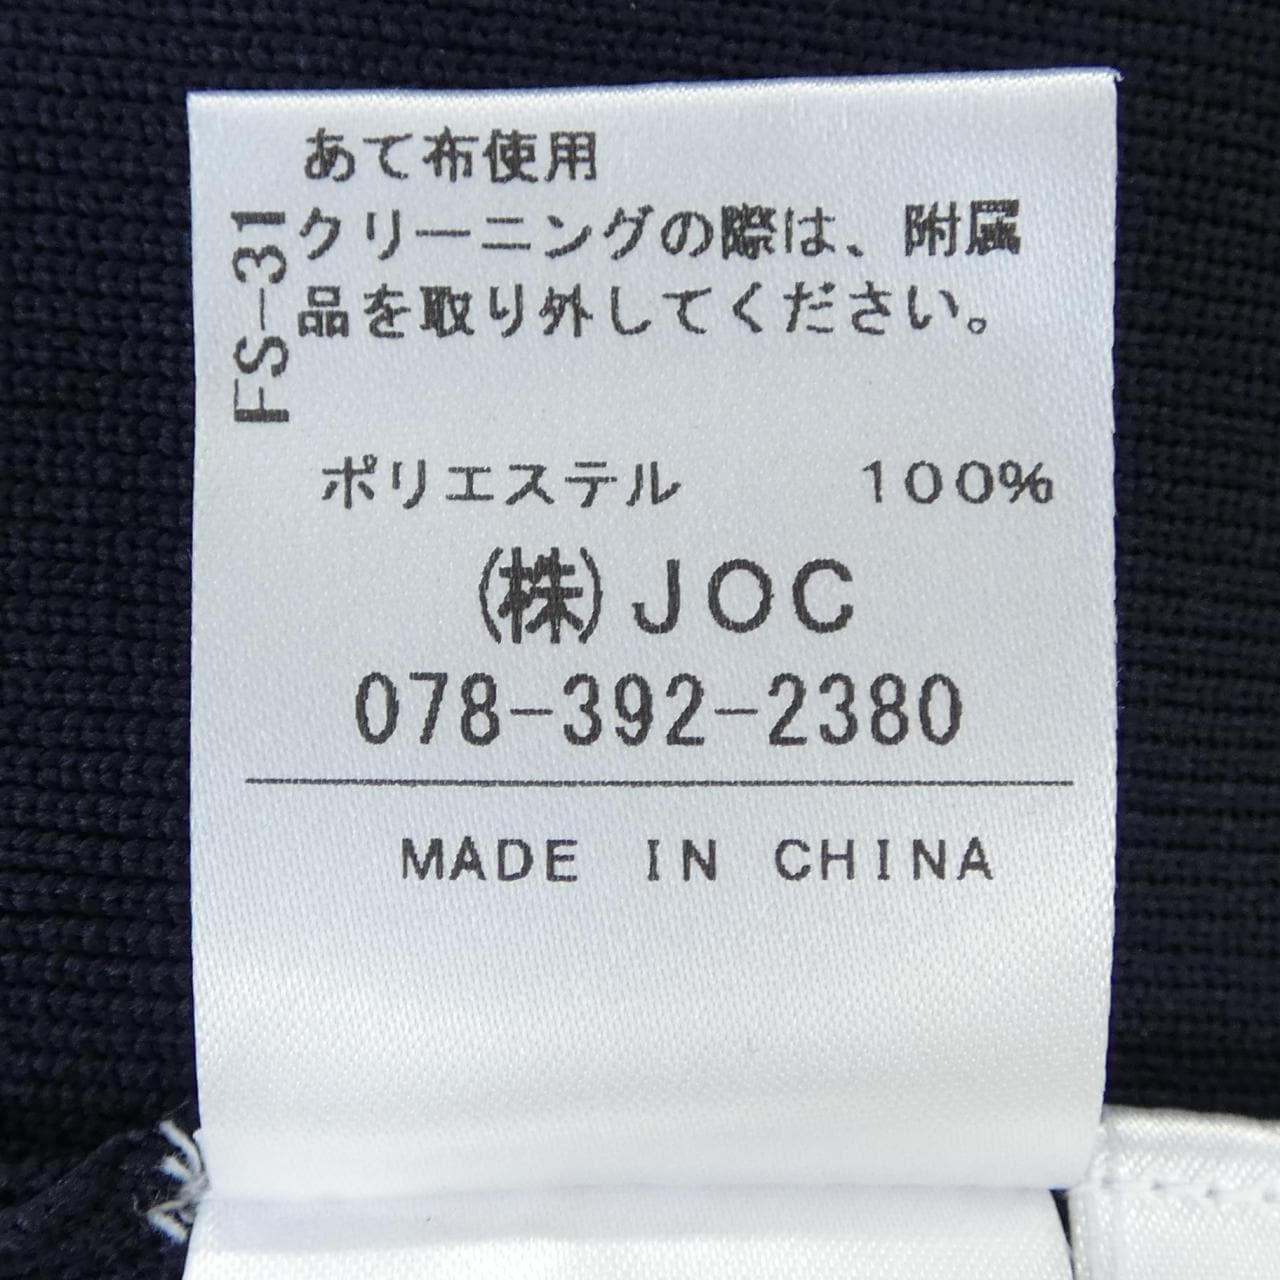 あて布使用
クリーニングの際は、附属
品を取り外してください。
FS-31
ポリエステル 100%
(株)JOC
078-392-2380
MADE IN CHINA